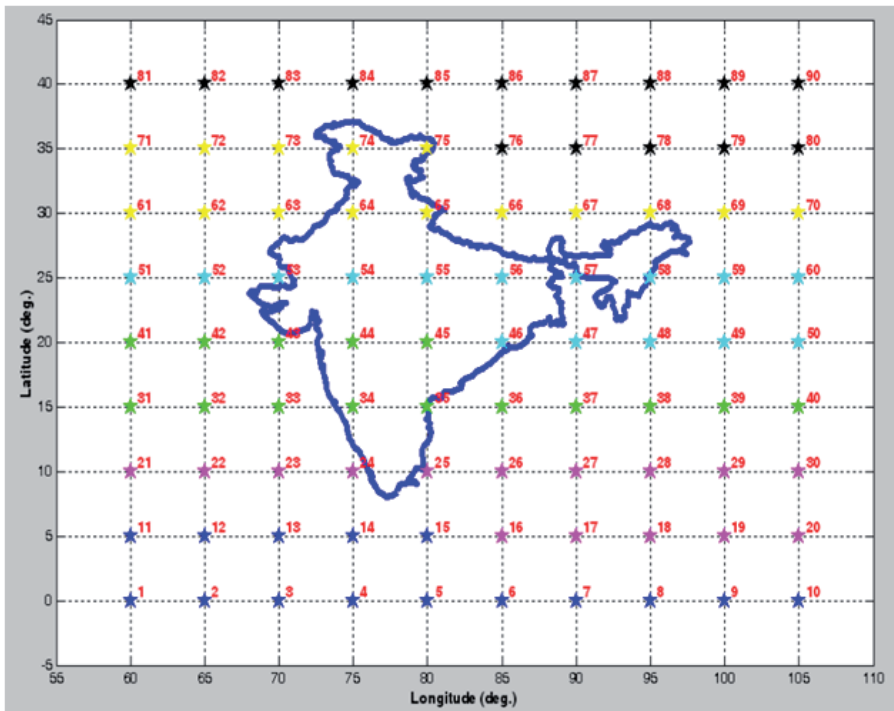 45
81 82 83 84 85 86 87 88 89 90
40
71 72 73 74 75 76 77 78 79 80
35
61 62 63 64 65 66 67 68 69 70
30
51 52 53 54 55 56 57 58 59 60
25
41 42 43 44 45 46 47 48 49 50
20
31 32 33 34 35 36 37 38 39 40
15
21 22 23 24 25 26 27 28 29 30
10
11 12 13 14 15 16 17 18 19 20
5
1 2 3 4 5 6 7 8 9 10
0
-5
Latitude (deg.)
55 60 65 70 75 80 85 90 95 100 105 110
Longitude (deg.)